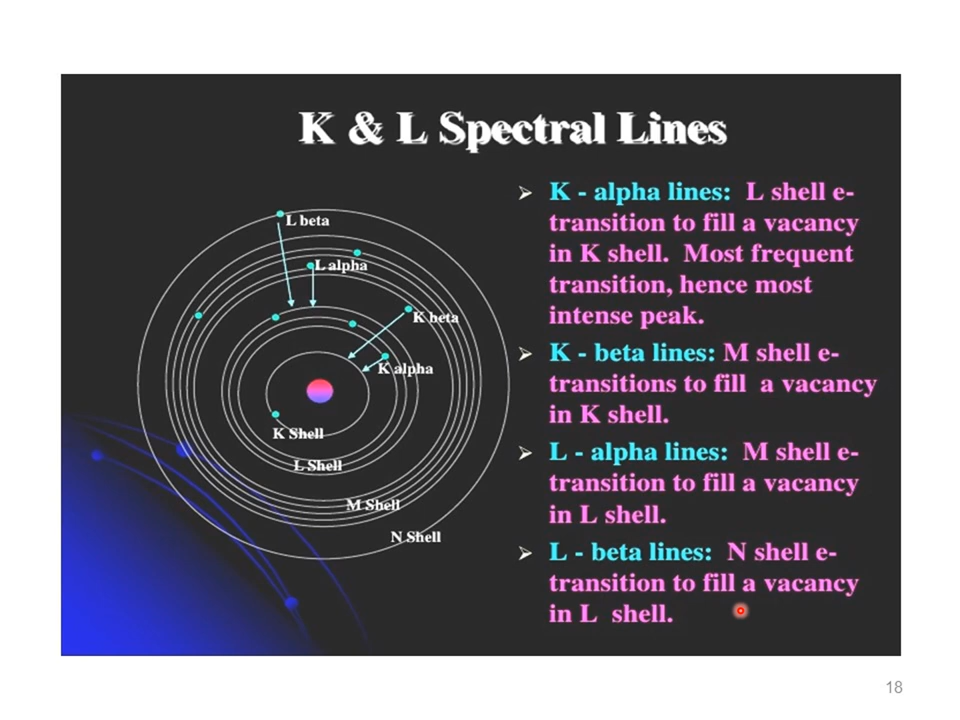 K & L Spectral Lines
L beta
L alpha
K beta
K alpha
K Shell
L Shell
M Shell
N Shell
➢ K - alpha lines: L shell e-
transition to fill a vacancy
in K shell. Most frequent
transition, hence most
intense peak.
➢ K - beta lines: M shell e-
transitions to fill a vacancy
in K shell.
➢ L - alpha lines: M shell e-
transition to fill a vacancy
in L shell.
➢ L - beta lines: N shell e-
transition to fill a vacancy
in L shell.
18